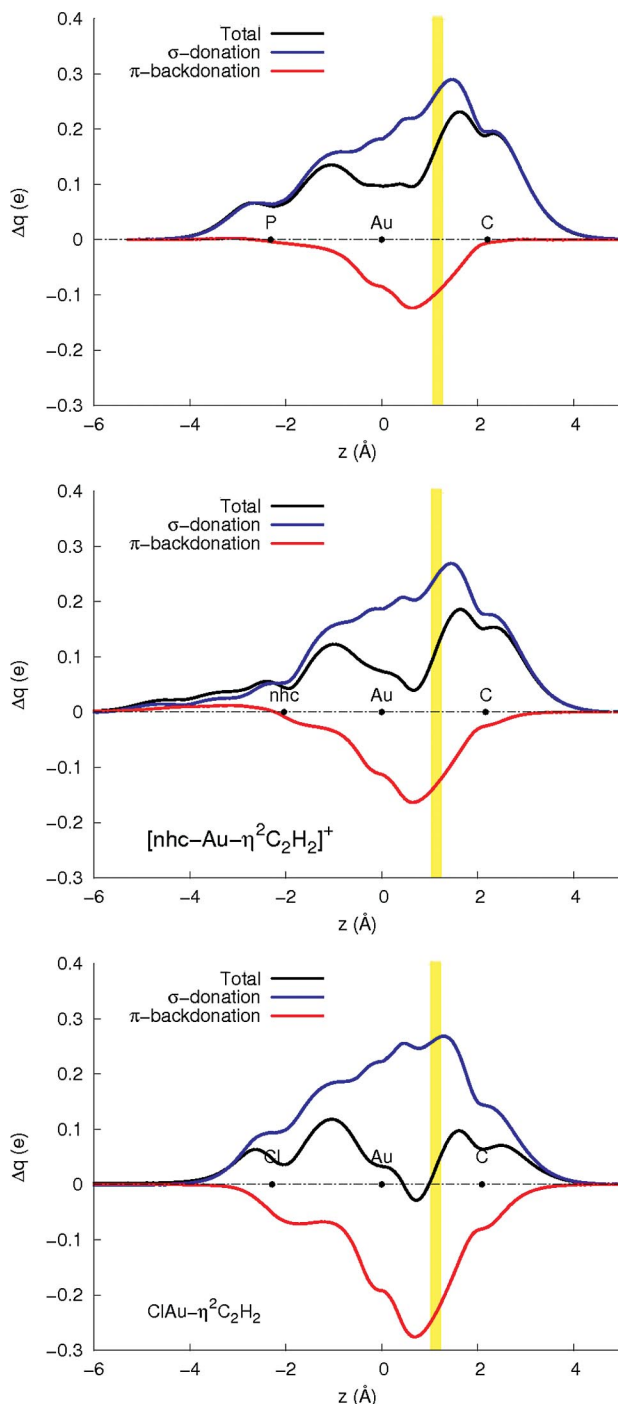 0.4
Total
σ–donation
π–backdonation
0.3
0.2
0.1
0
−0.1
−0.2
−0.3
Δq (e)
P Au C
−6 −4 −2 0 2 4
z (Å)
0.4
Total
σ–donation
π–backdonation
0.3
0.2
0.1
0
−0.1
−0.2
−0.3
Δq (e)
nhc Au C
[nhc–Au–η²C₂H₂]⁺
−6 −4 −2 0 2 4
z (Å)
0.4
Total
σ–donation
π–backdonation
0.3
0.2
0.1
0
−0.1
−0.2
−0.3
Δq (e)
Cl Au C
ClAu–η²C₂H₂
−6 −4 −2 0 2 4
z (Å)